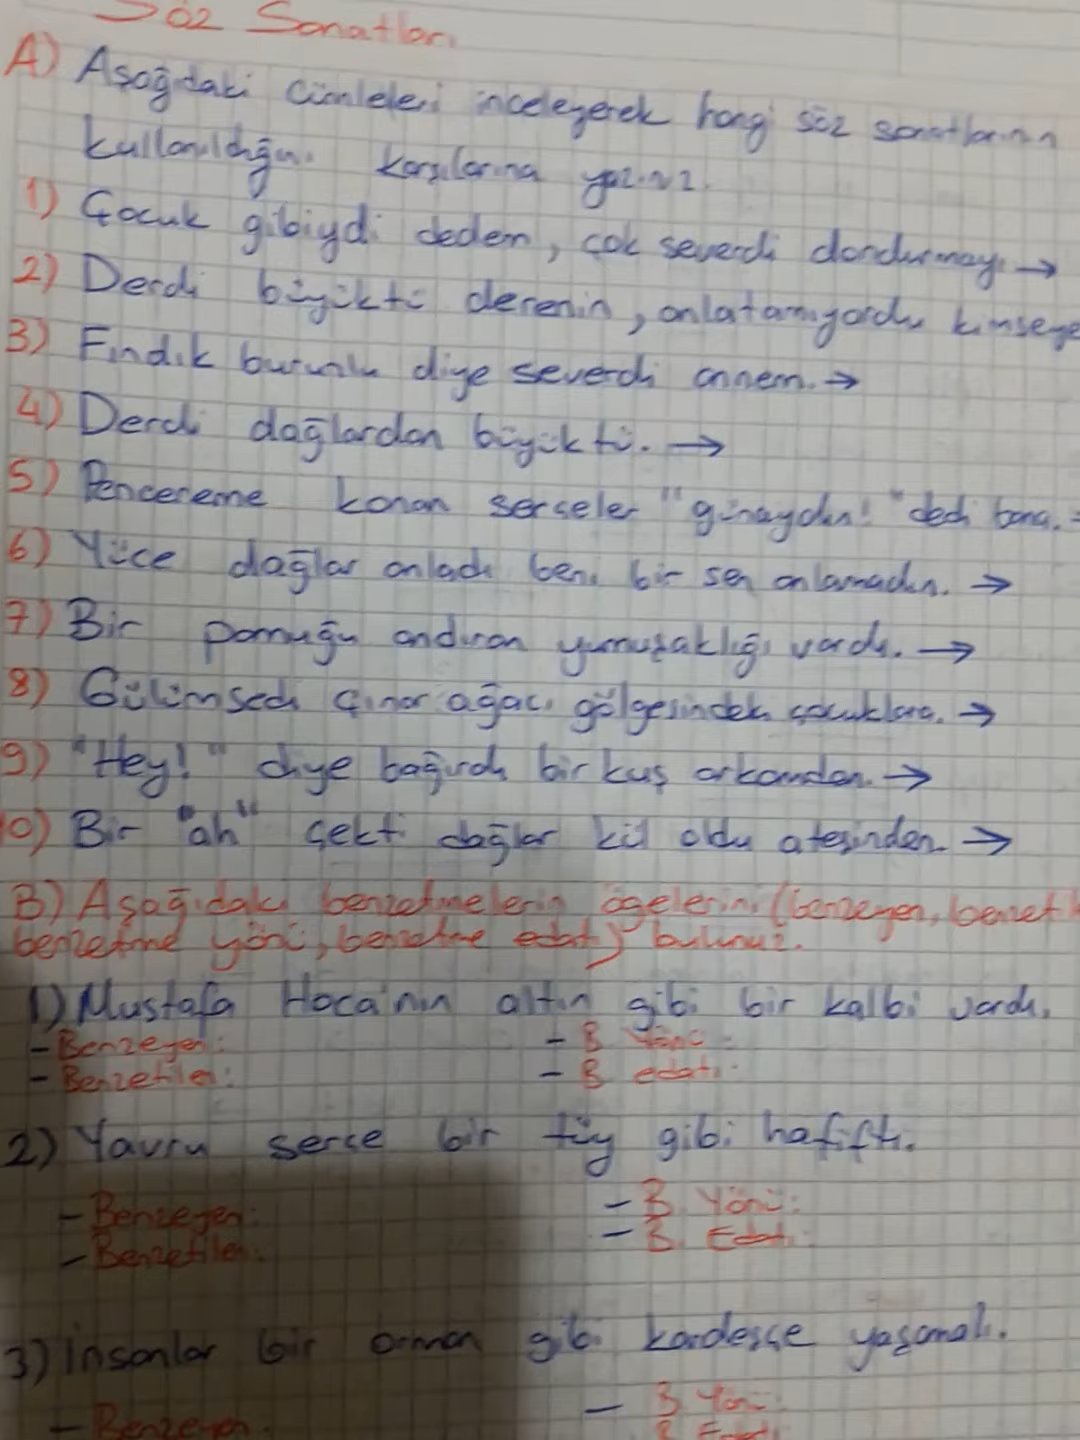 Söz Sanatları
A) Aşağıdaki cümleleri inceleyerek hangi söz sanatlarının
kullanıldığını karşılarına yazınız.
1) Çocuk gibiydi dedem, çok severdi dondurmayı →
2) Derdi büyüktü derenin, anlatamıyordu kimseye
3) Fındık burunlu diye severdi annem. →
4) Derdi dağlardan büyüktü. →
5) Pencereme konan serçeler "günaydın!" dedi bana.
6) Yüce dağlar anladı beni bir sen anlamadın. →
7) Bir pamuğu andıran yumuşaklığı vardı. →
8) Gülümsedi çınar ağacı gölgesindeki çocuklara. →
9) "Hey!" diye bağırdı bir kuş arkamdan. →
10) Bir "ah" çekti dağlar kül oldu ateşinden. →
B) Aşağıdaki benzetmelerin ögelerini (benzeyen,
benzetme yönü, benzetme edatı) bulunuz.
1) Mustafa Hoca'nın altın gibi bir kalbi vardı.
- Benzeyen: - B Yönü:
- Benzetilen: - B edatı:
2) Yavru serçe bir tüy gibi hafifti.
- Benzeyen: - B. Yönü:
- Benzetilen: - B. Edatı:
3) İnsanlar bir orman gibi kardeşçe yaşamalı.
- Benzeyen: - B Yönü:
B Edatı: